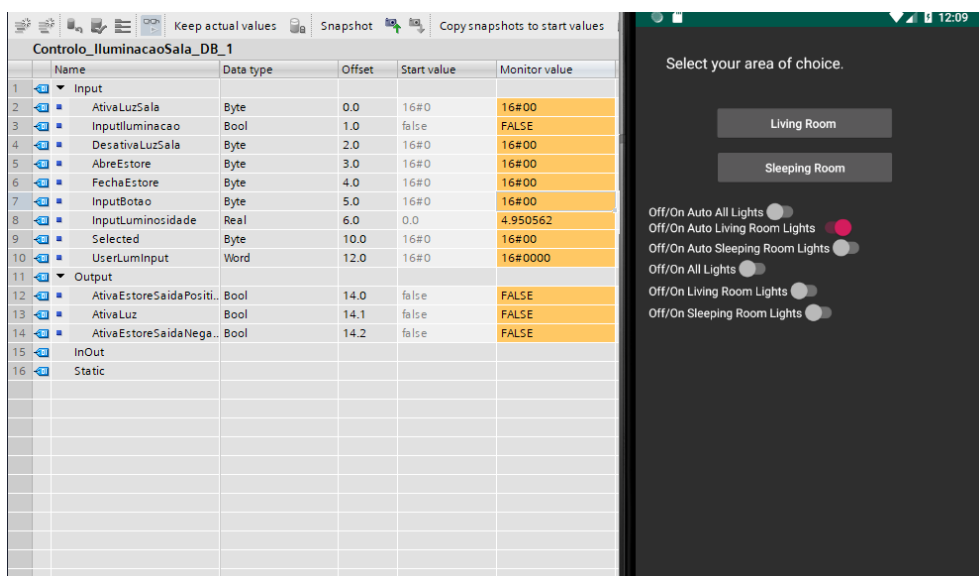 Keep actual values Snapshot Copy snapshots to start values
Controlo_IluminacaoSala_DB_1
Name Data type Offset Start value Monitor value
1 Input
2 AtivaLuzSala Byte 0.0 16#0 16#00
3 InputIluminacao Bool 1.0 false FALSE
4 DesativaLuzSala Byte 2.0 16#0 16#00
5 AbreEstore Byte 3.0 16#0 16#00
6 FechaEstore Byte 4.0 16#0 16#00
7 InputBotao Byte 5.0 16#0 16#00
8 InputLuminosidade Real 6.0 0.0 4.950562
9 Selected Byte 10.0 16#0 16#00
10 UserLumInput Word 12.0 16#0 16#0000
11 Output
12 AtivaEstoreSaidaPositi... Bool 14.0 false FALSE
13 AtivaLuz Bool 14.1 false FALSE
14 AtivaEstoreSaidaNega... Bool 14.2 false FALSE
15 InOut
16 Static
12:09
Select your area of choice.
Living Room
Sleeping Room
Off/On Auto All Lights
Off/On Auto Living Room Lights
Off/On Auto Sleeping Room Lights
Off/On All Lights
Off/On Living Room Lights
Off/On Sleeping Room Lights